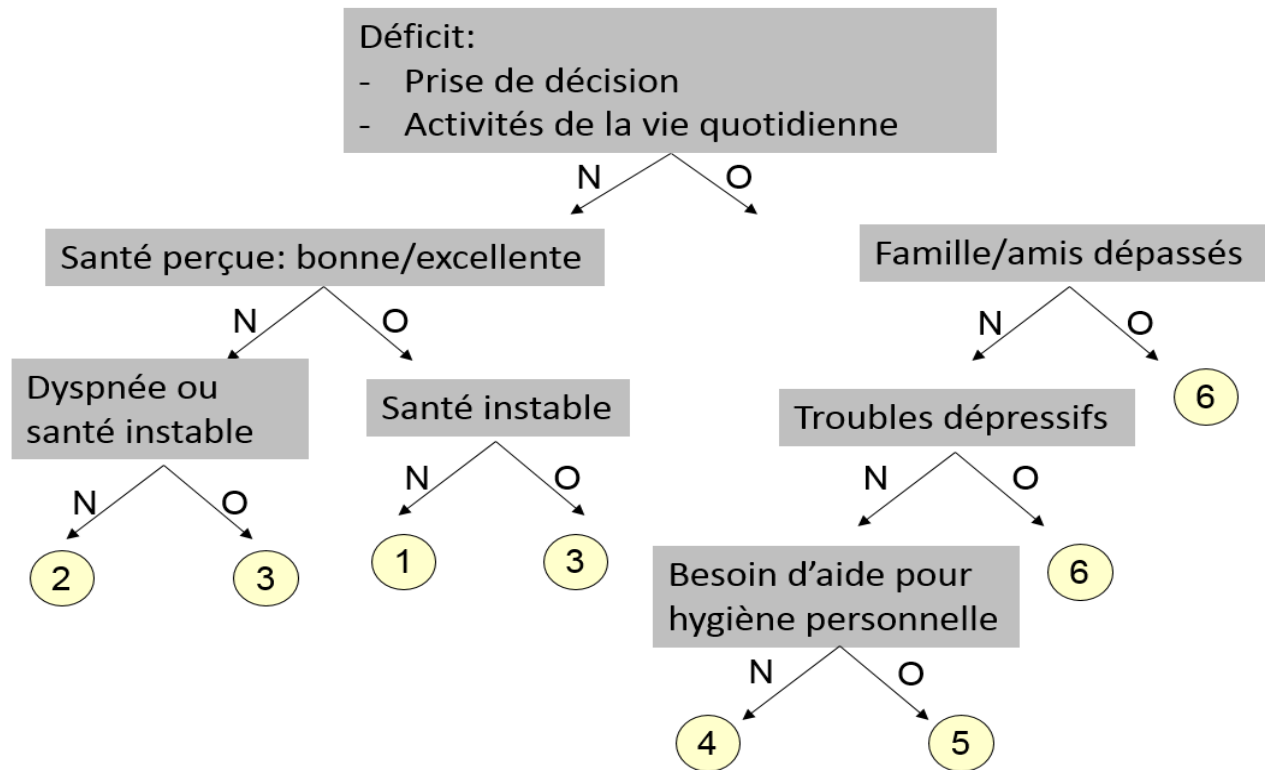 Déficit:
- Prise de décision
- Activités de la vie quotidienne
N O
Santé perçue: bonne/excellente
Famille/amis dépassés
N O
N O
Dyspnée ou
santé instable
Santé instable
Troubles dépressifs
6
N O
N O
N O
2
3
1
3
Besoin d’aide pour
hygiène personnelle
6
N O
4
5